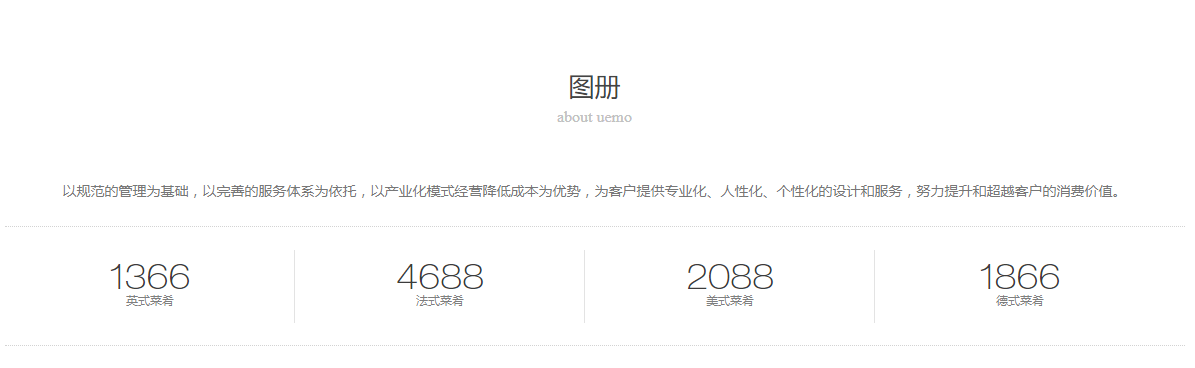 图册
about uemo
以规范的管理为基础，以完善的服务体系为依托，以产业化模式经营降低成本为优势，为客户提供专业化、人性化、个性化的设计和服务，努力提升和超越客户的消费价值。
1366
英式菜肴
4688
法式菜肴
2088
美式菜肴
1866
德式菜肴